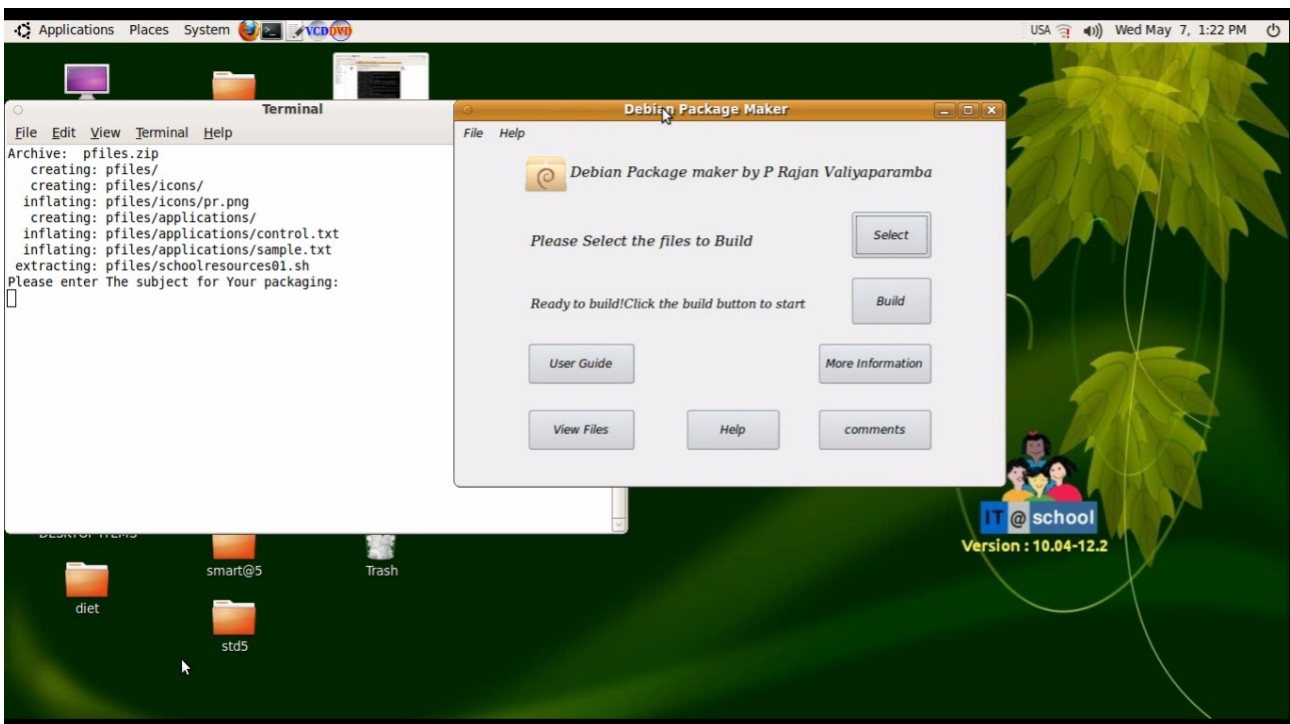 Applications Places System VCD DVD USA Wed May 7, 1:22 PM
Terminal
File Edit View Terminal Help
Archive:  pfiles.zip
creating: pfiles/
creating: pfiles/icons/
inflating: pfiles/icons/pr.png
creating: pfiles/applications/
inflating: pfiles/applications/control.txt
inflating: pfiles/applications/sample.txt
extracting: pfiles/schoolresources01.sh
Please enter The subject for Your packaging:
Debian Package Maker
File Help
Debian Package maker by P Rajan Valiyaparamba
Please Select the files to Build
Select
Ready to build!Click the build button to start
Build
User Guide
More Information
View Files
Help
comments
DESKTOP ITEMS
smart@5
Trash
diet
std5
IT @ school
Version : 10.04-12.2